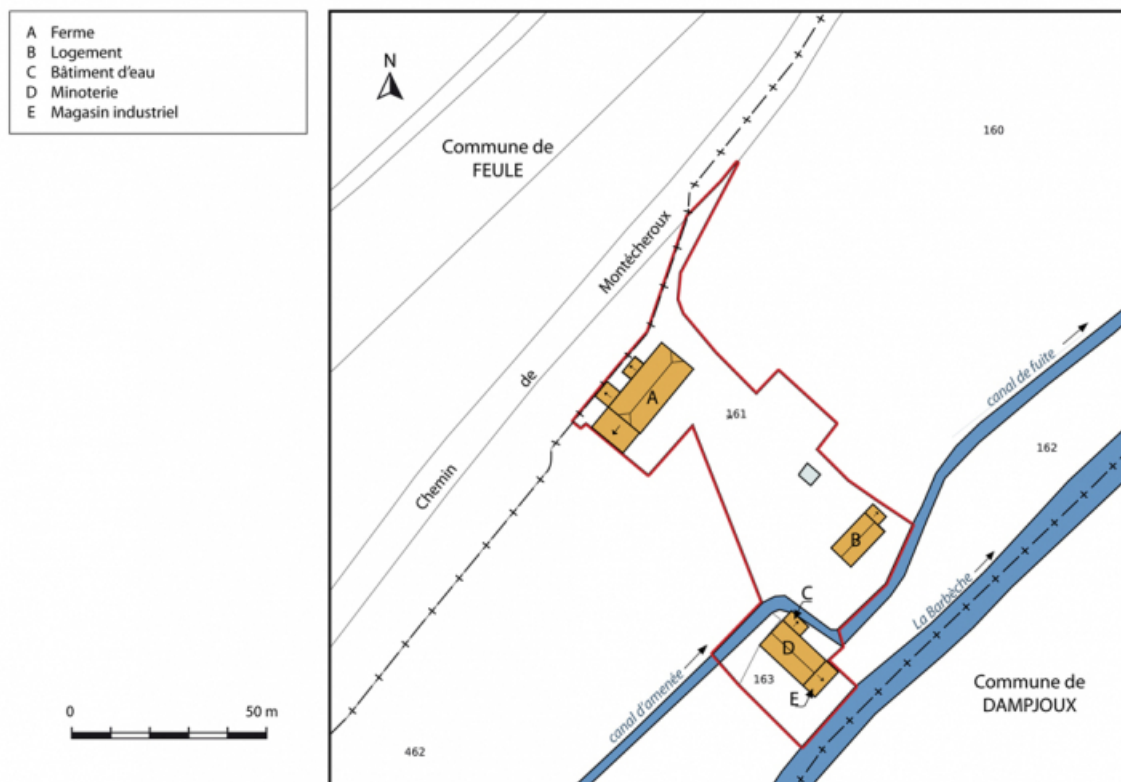 A Ferme
B Logement
C Bâtiment d'eau
D Minoterie
E Magasin industriel
N
Commune de
FEULE
160
Chemin de Montécheroux
A
161
canal de fuite
162
B
La Barbèche
C
D
163
E
canal d'amenée
Commune de
DAMPJOUX
462
0 50 m